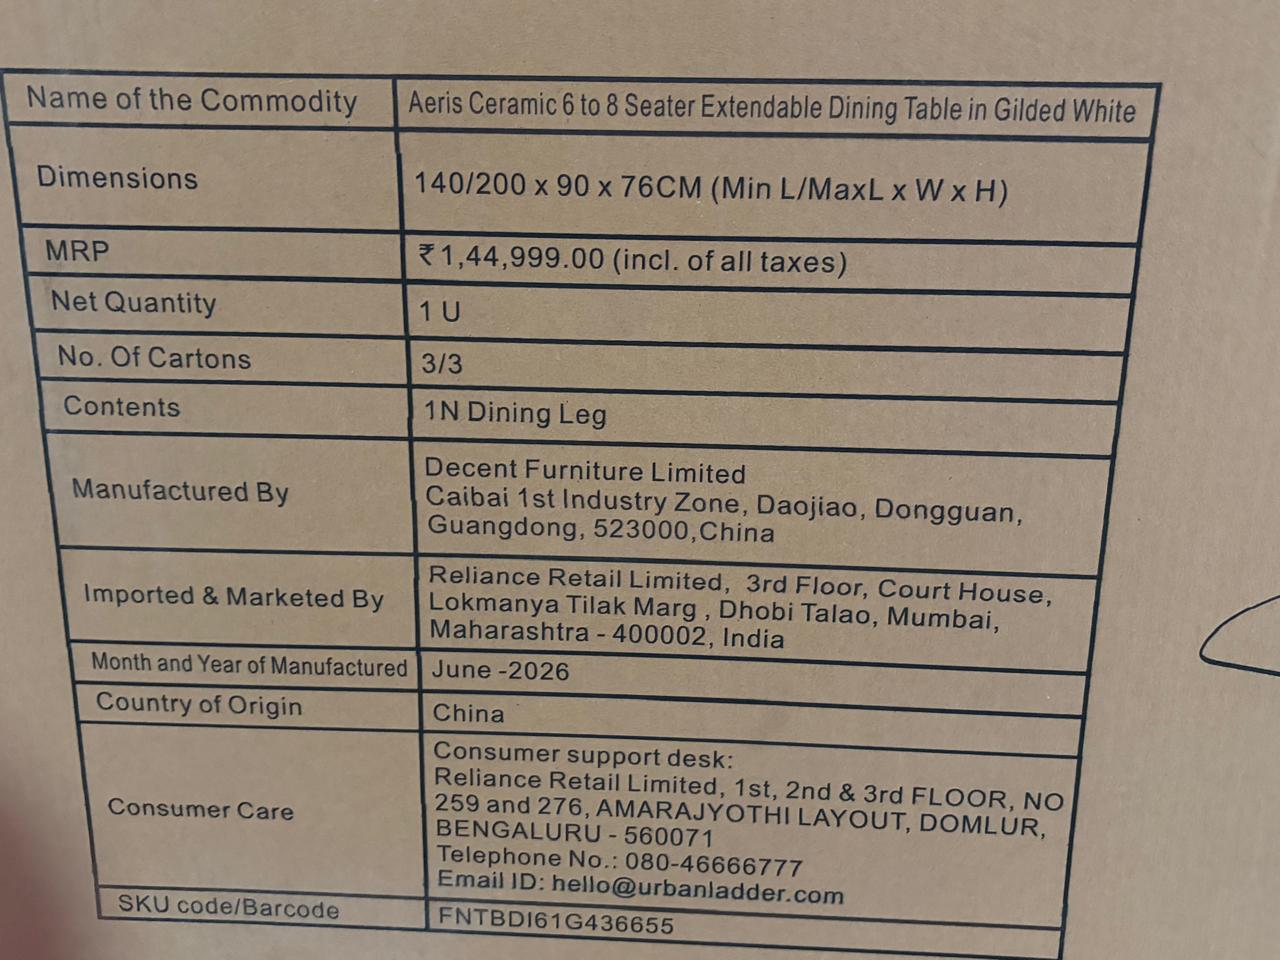 Name of the Commodity
Aeris Ceramic 6 to 8 Seater Extendable Dining Table in Gilded White
Dimensions
140/200 x 90 x 76CM (Min L/MaxL x W x H)
MRP
₹1,44,999.00 (incl. of all taxes)
Net Quantity
1 U
No. Of Cartons
3/3
Contents
1N Dining Leg
Manufactured By
Decent Furniture Limited
Caibai 1st Industry Zone, Daojiao, Dongguan,
Guangdong, 523000,China
Imported & Marketed By
Reliance Retail Limited, 3rd Floor, Court House,
Lokmanya Tilak Marg , Dhobi Talao, Mumbai,
Maharashtra - 400002, India
Month and Year of Manufactured
June -2026
Country of Origin
China
Consumer Care
Consumer support desk:
Reliance Retail Limited, 1st, 2nd & 3rd FLOOR, NO
259 and 276, AMARAJYOTHI LAYOUT, DOMLUR,
BENGALURU - 560071
Telephone No.: 080-46666777
Email ID: hello@urbanladder.com
SKU code/Barcode
FNTBDI61G436655